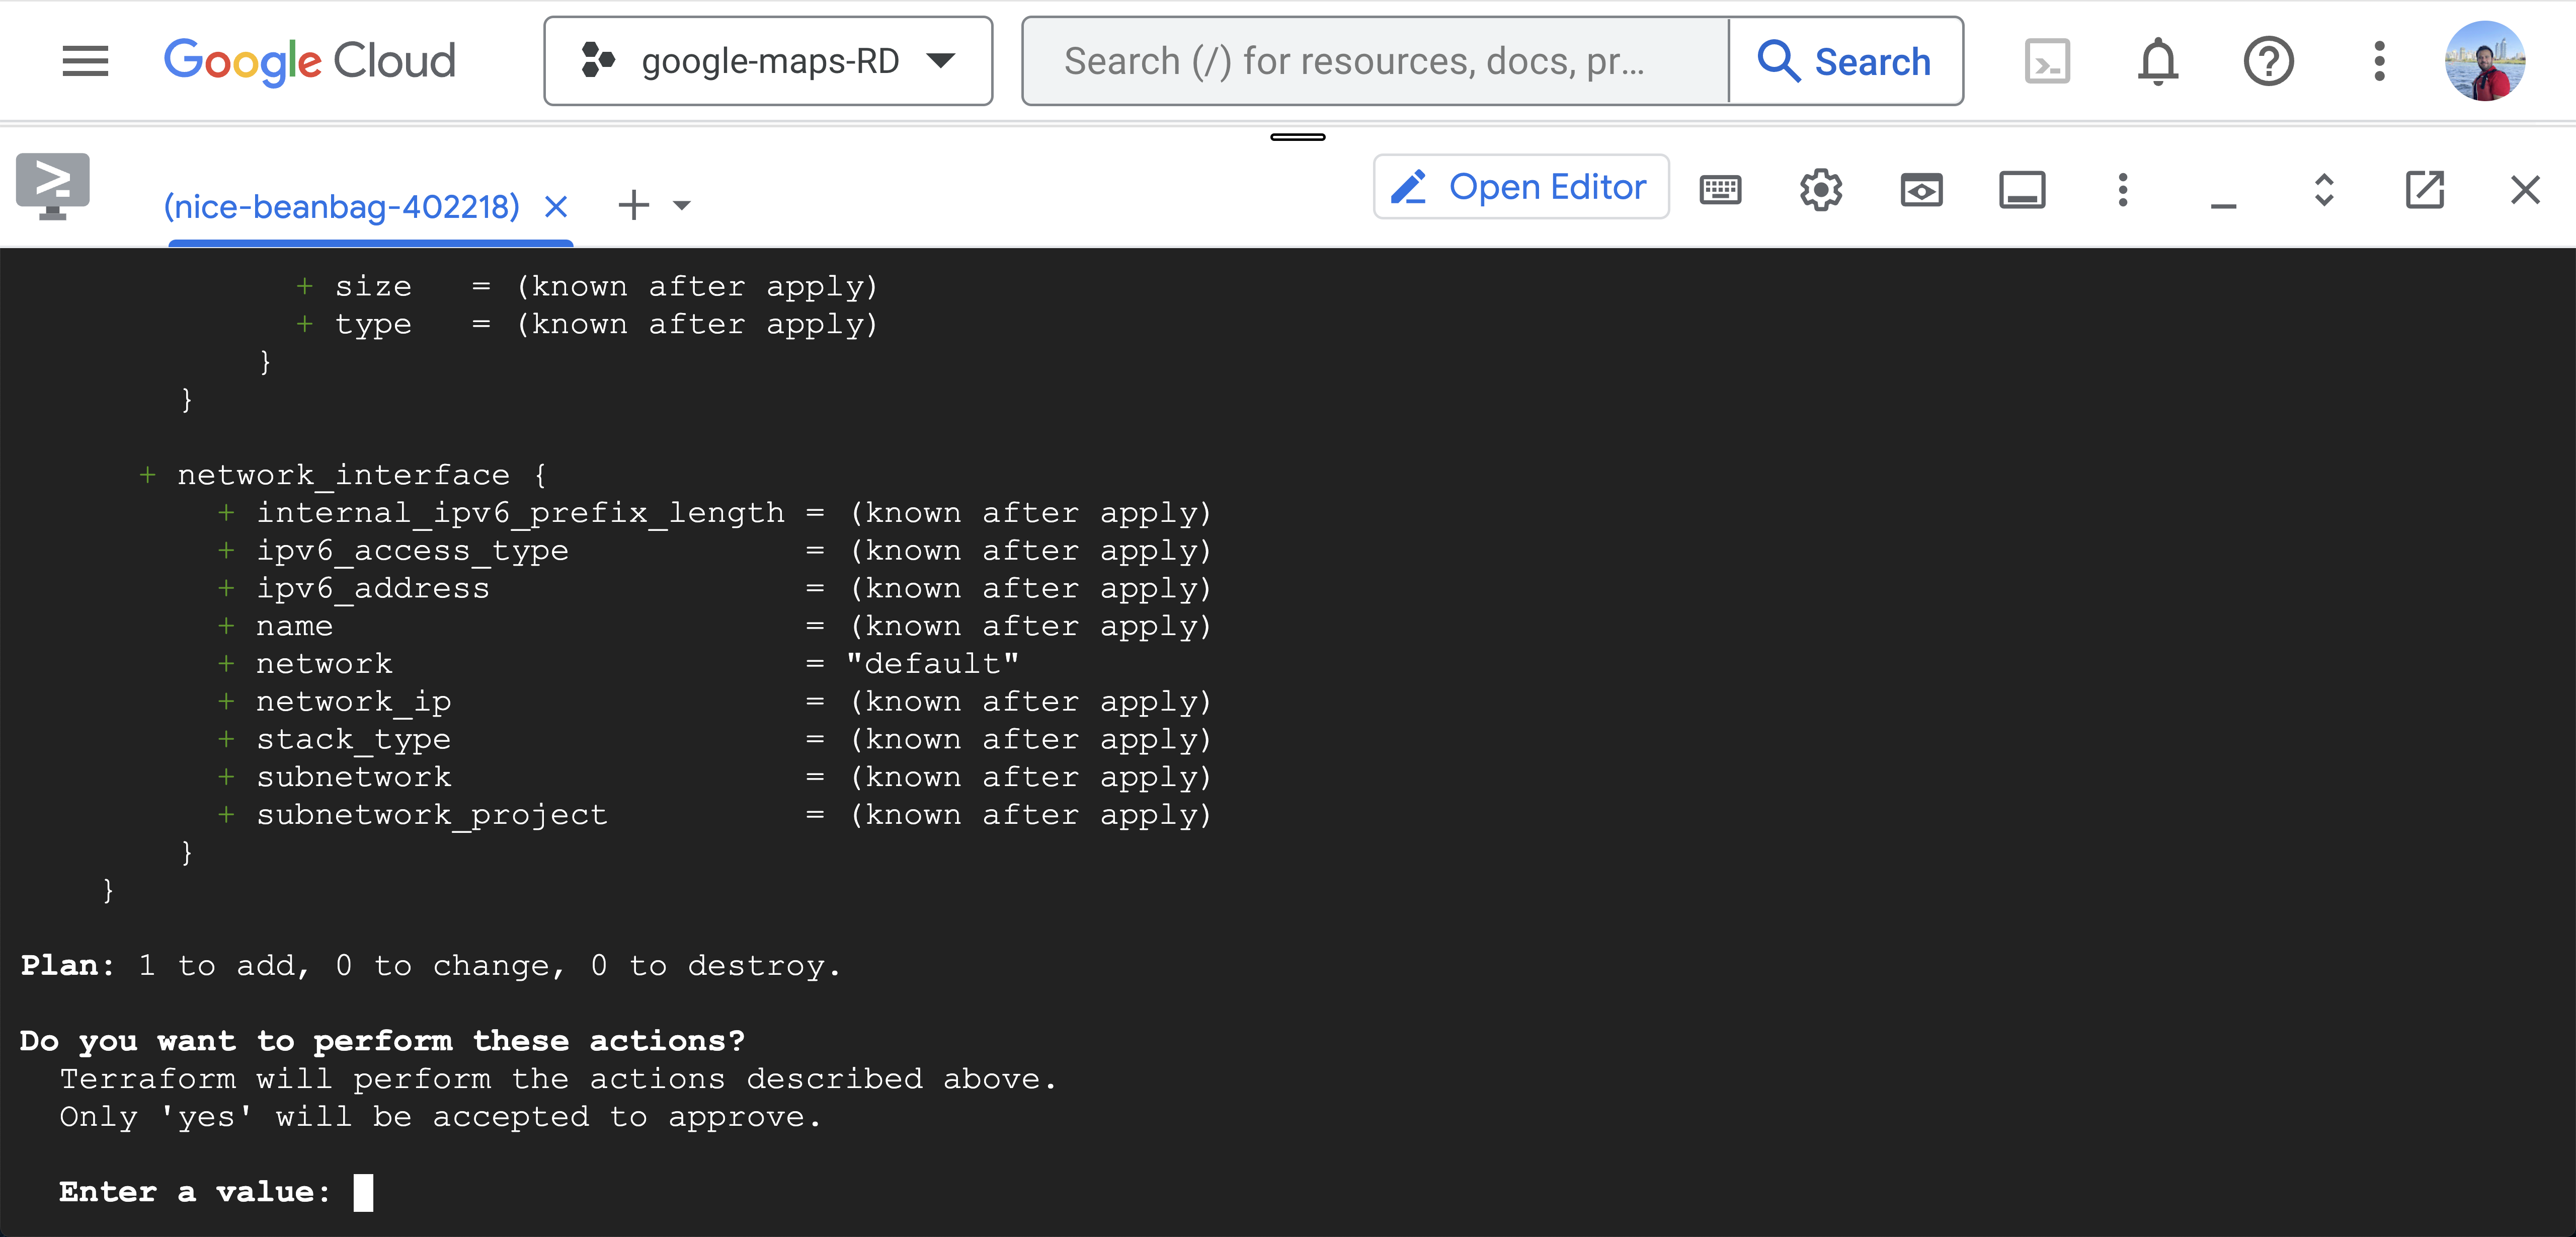 Google Cloud
google-maps-RD
Search (/) for resources, docs, pr...
Search
(nice-beanbag-402218)
Open Editor
+ size   = (known after apply)
+ type   = (known after apply)
}
}
+ network_interface {
+ internal_ipv6_prefix_length = (known after apply)
+ ipv6_access_type            = (known after apply)
+ ipv6_address                = (known after apply)
+ name                        = (known after apply)
+ network                     = "default"
+ network_ip                  = (known after apply)
+ stack_type                  = (known after apply)
+ subnetwork                  = (known after apply)
+ subnetwork_project          = (known after apply)
}
}
Plan: 1 to add, 0 to change, 0 to destroy.
Do you want to perform these actions?
Terraform will perform the actions described above.
Only 'yes' will be accepted to approve.
Enter a value: